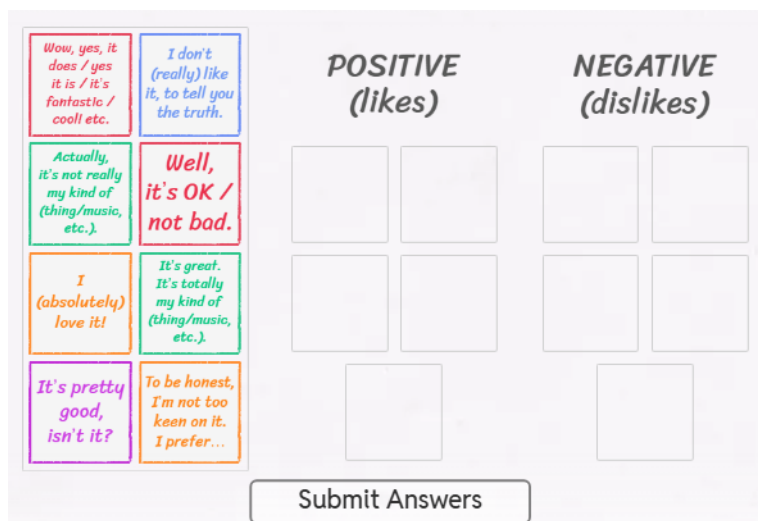 Wow, yes, it
does / yes
it is / it's
fantastic /
cool! etc.
I don't
(really) like
it, to tell you
the truth.
POSITIVE
(likes)
NEGATIVE
(dislikes)
Actually,
it's not really
my kind of
(thing/music,
etc.).
Well,
it's OK /
not bad.
I
(absolutely)
love it!
It's great.
It's totally
my kind of
(thing/music,
etc.).
It's pretty
good,
isn't it?
To be honest,
I'm not too
keen on it.
I prefer...
Submit Answers